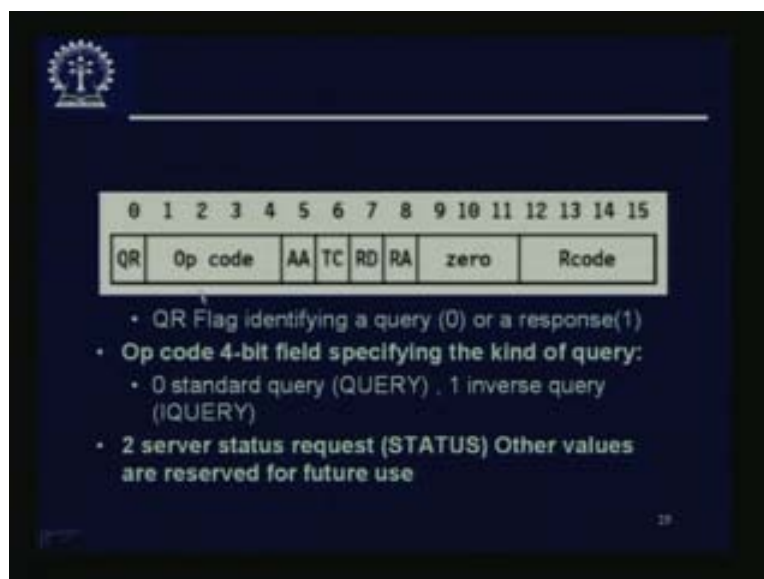 0 1 2 3 4 5 6 7 8 9 10 11 12 13 14 15
QR Op code AA TC RD RA zero Rcode
• QR Flag identifying a query (0) or a response(1)
• Op code 4-bit field specifying the kind of query:
• 0 standard query (QUERY) , 1 inverse query
(IQUERY)
• 2 server status request (STATUS) Other values
are reserved for future use